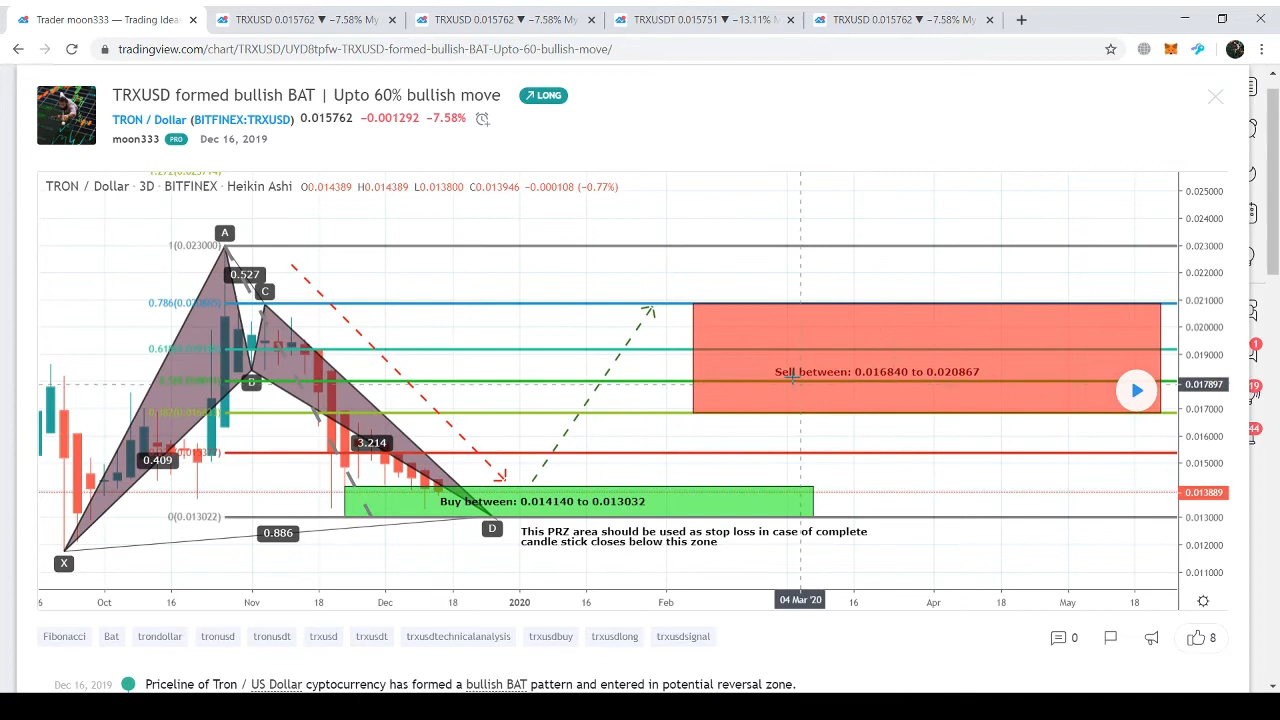 Trader moon333 — Trading Idea
TRXUSD 0.015762 ▼ −7.58% My
TRXUSD 0.015762 ▼ −7.58% My
TRXUSDT 0.015751 ▼ −13.11% M
TRXUSD 0.015762 ▼ −7.58% My
tradingview.com/chart/TRXUSD/UYD8tpfw-TRXUSD-formed-bullish-BAT-Upto-60-bullish-move/
TRXUSD formed bullish BAT | Upto 60% bullish move
LONG
TRON / Dollar (BITFINEX:TRXUSD) 0.015762 −0.001292 −7.58%
moon333 PRO Dec 16, 2019
TRON / Dollar · 3D · BITFINEX · Heikin Ashi O0.014389 H0.014389 L0.013800 C0.013946 −0.000108 (−0.77%)
0.025000
0.024000
A
1(0.023000)
0.023000
0.527
0.022000
C
0.021000
0.020000
0.019000
Sell between: 0.016840 to 0.020867
B
0.017897
0.017000
0.016000
3.214
0.409
0.015000
0.013889
Buy between: 0.014140 to 0.013032
0(0.013022)
0.013000
D
0.886
This PRZ area should be used as stop loss in case of complete
candle stick closes below this zone
0.012000
X
0.011000
6 Oct 16 Nov 18 Dec 18 2020 16 Feb 04 Mar '20 16 Apr 18 May 18
1
19
44
Fibonacci Bat trondollar tronusd tronusdt trxusd trxusdt trxusdtechnicalanalysis trxusdbuy trxusdlong trxusdsignal
0 8
Dec 16, 2019 Priceline of Tron / US Dollar cyptocurrency has formed a bullish BAT pattern and entered in potential reversal zone.